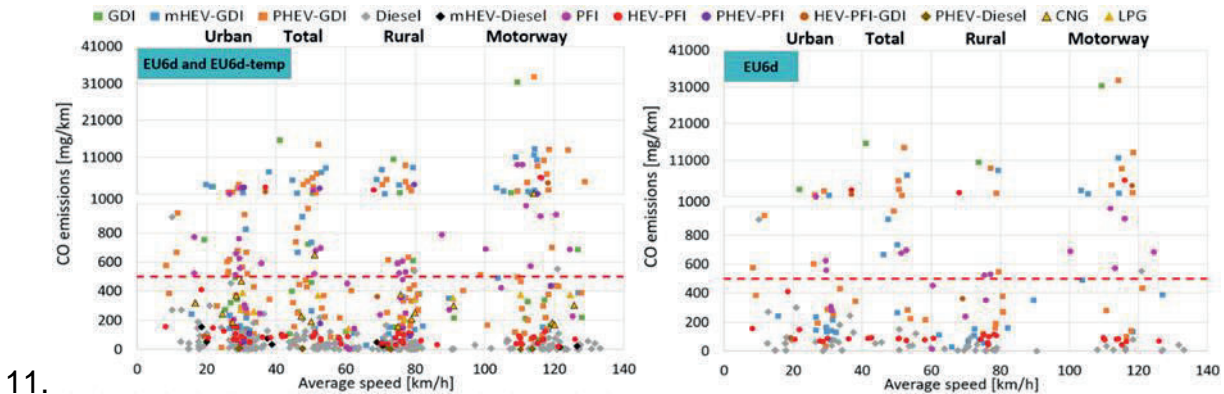 GDI mHEV-GDI PHEV-GDI Diesel mHEV-Diesel PFI HEV-PFI PHEV-PFI HEV-PFI-GDI PHEV-Diesel CNG LPG
Urban Total Rural Motorway
EU6d and EU6d-temp
CO emissions [mg/km]
41000
31000
21000
11000
1000
800
600
400
200
0
0 20 40 60 80 100 120 140
Average speed [km/h]
Urban Total Rural Motorway
EU6d
CO emissions [mg/km]
41000
31000
21000
11000
1000
800
600
400
200
0
0 20 40 60 80 100 120 140
Average speed [km/h]
11.